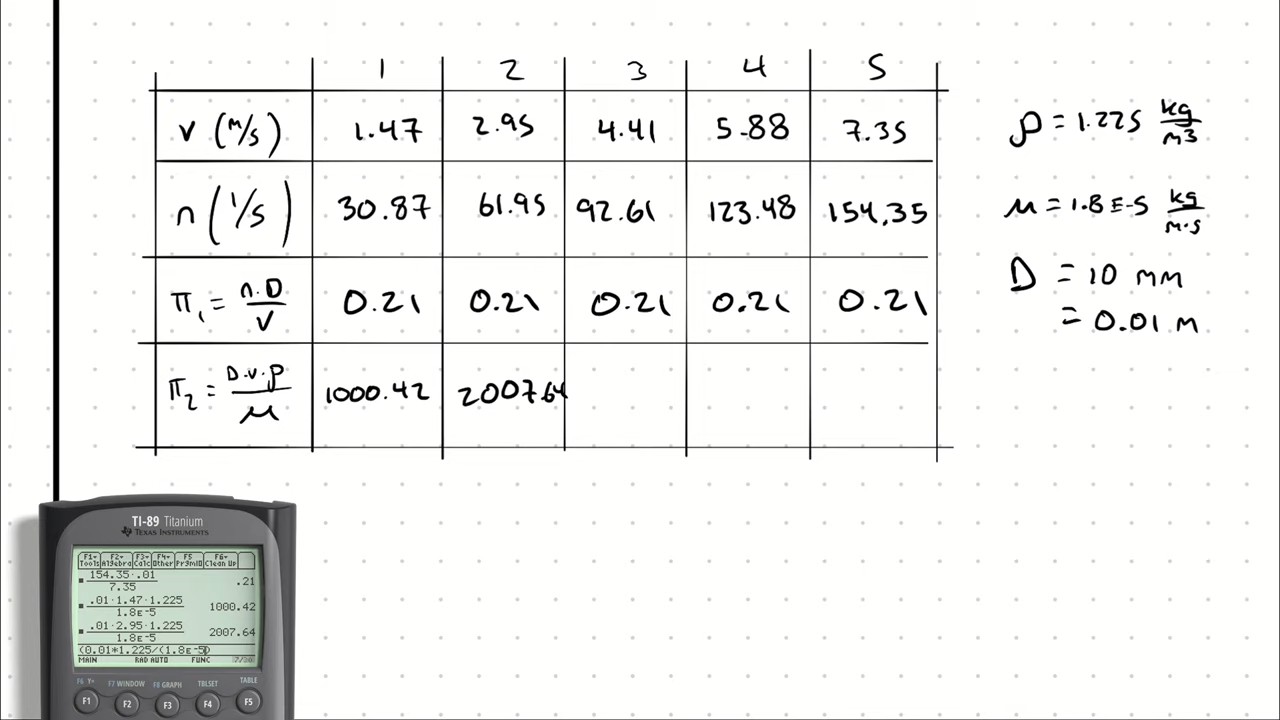 1 2 3 4 5
v (m/s) 1.47 2.95 4.41 5.88 7.35
n (1/s) 30.87 61.95 92.61 123.48 154.35
π₁ = n·D/v 0.21 0.21 0.21 0.21 0.21
π₂ = D·v·ρ/μ 1000.42 2007.64
ρ = 1.225 kg/m3
μ = 1.8E-5 kg/m·s
D = 10 mm
= 0.01 m
TI-89 Titanium
TEXAS INSTRUMENTS
F1▾ F2▾ F3▾ F4▾ F5 F6▾
Tools Algebra Calc Other PrgmIO Clean Up
154.35·.01
7.35
.21
.01·1.47·1.225
1.8E-5
1000.42
.01·2.95·1.225
1.8E-5
2007.64
(0.01*1.225/(1.8E-5)
MAIN RAD AUTO FUNC
F6 Y= F7 WINDOW F8 GRAPH TBLSET TABLE
F1 F2 F3 F4 F5